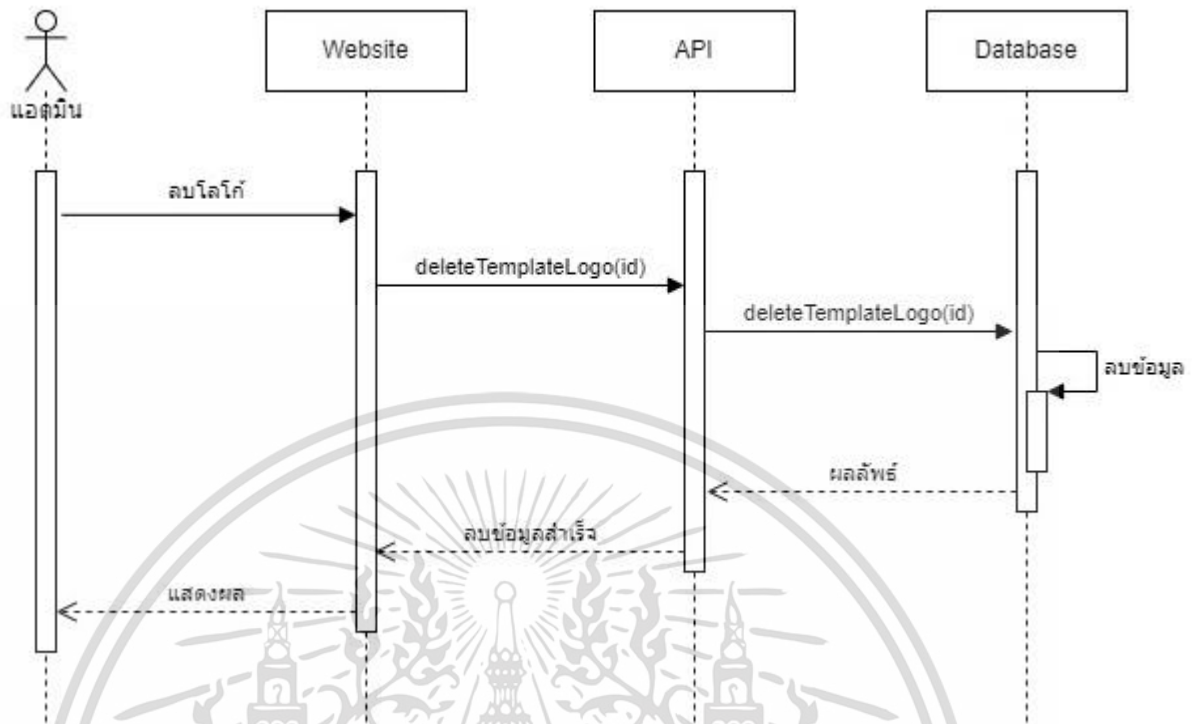 Website
API
Database
แอดมิน
ลบโลโก้
deleteTemplateLogo(id)
deleteTemplateLogo(id)
ลบข้อมูล
ผลลัพธ์
ลบข้อมูลสำเร็จ
แสดงผล